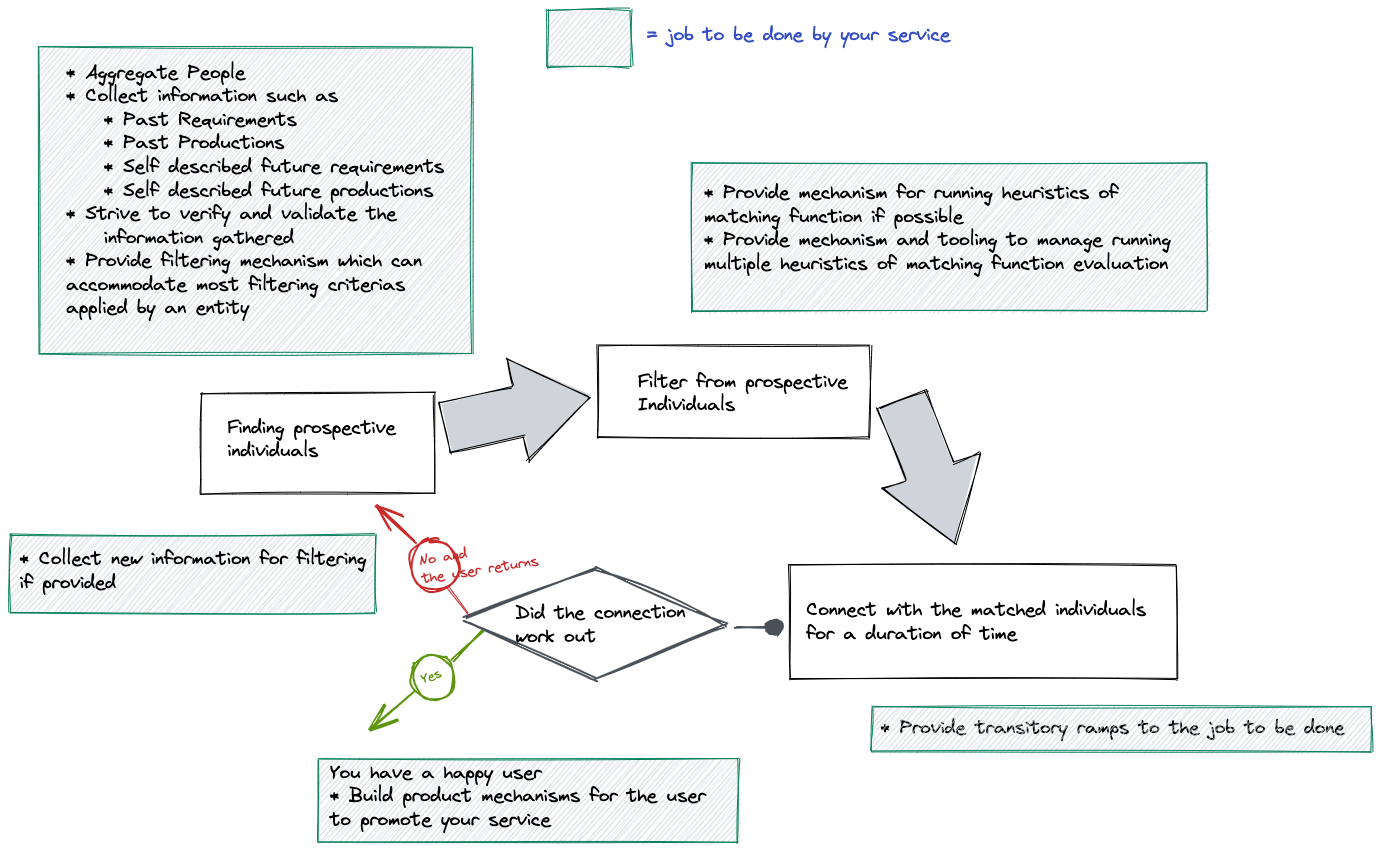 = job to be done by your service
* Aggregate People
* Collect information such as
* Past Requirements
* Past Productions
* Self described future requirements
* Self described future productions
* Strive to verify and validate the
information gathered
* Provide filtering mechanism which can
accommodate most filtering criterias
applied by an entity
* Provide mechanism for running heuristics of
matching function if possible
* Provide mechanism and tooling to manage running
multiple heuristics of matching function evaluation
Finding prospective
individuals
Filter from prospective
Individuals
* Collect new information for filtering
if provided
No and
the user returns
Did the connection
work out
Connect with the matched individuals
for a duration of time
Yes
* Provide transitory ramps to the job to be done
You have a happy user
* Build product mechanisms for the user
to promote your service